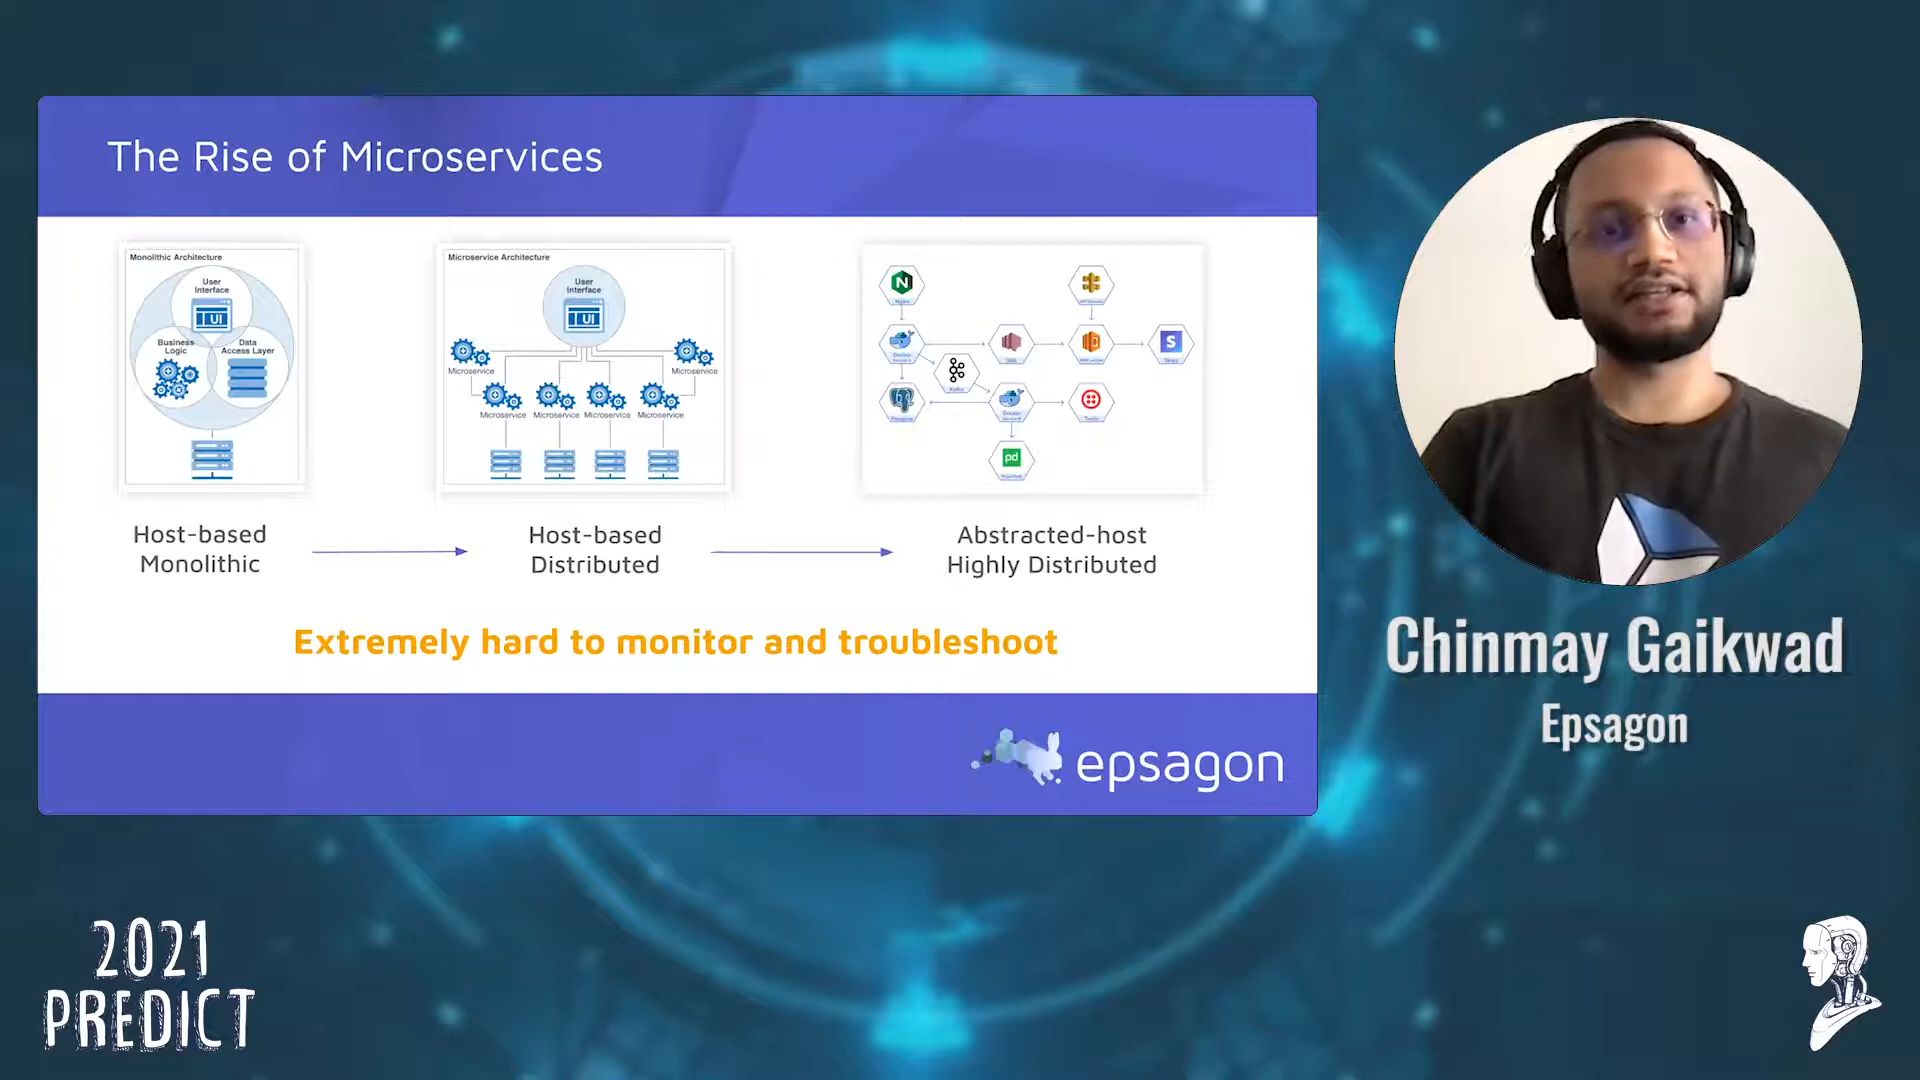 The Rise of Microservices
Monolithic Architecture
User
Interface
UI
Business
Logic
Data
Access Layer
Microservice Architecture
User
Interface
UI
Microservice
Microservice
Microservice
Microservice
Microservice
Microservice
N
S
pd
Host-based
Monolithic
Host-based
Distributed
Abstracted-host
Highly Distributed
Extremely hard to monitor and troubleshoot
epsagon
Chinmay Gaikwad
Epsagon
2021
PREDICT